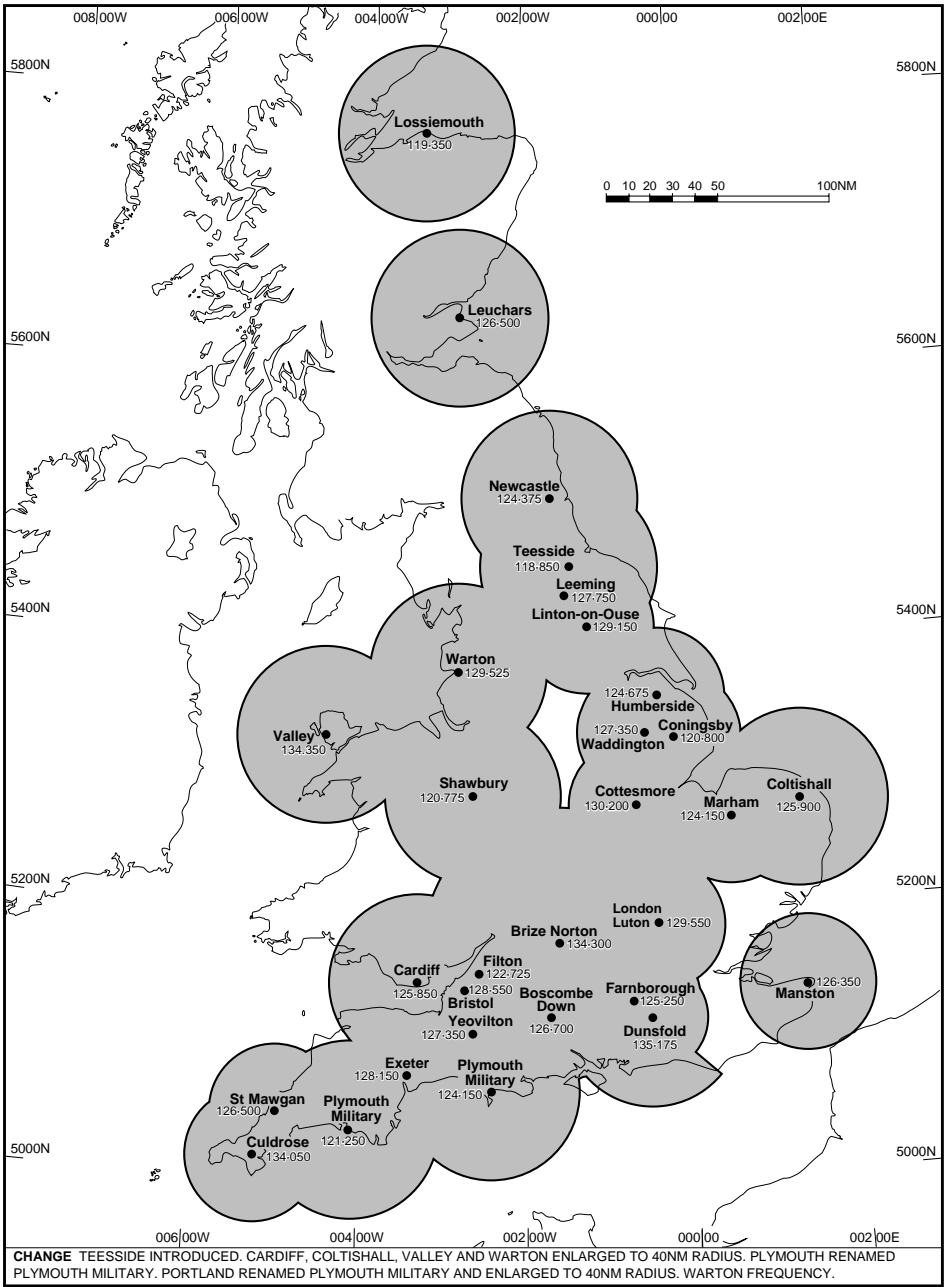 008'00W 006'00W 004'00W 002'00W 000'00 002'00E
5800N 5800N
Lossiemouth
119·350
0 10 20 30 40 50 100NM
Leuchars
126·500
5600N 5600N
Newcastle
124·375
Teesside
118·850
Leeming
127·750
5400N 5400N
Linton-on-Ouse
129·150
Warton
129·525
124·675
Humberside
Valley
134.350
127·350
Waddington
Coningsby
120·800
Shawbury
120·775
Cottesmore
130·200
Marham
124·150
Coltishall
125·900
5200N 5200N
London
Luton 129·550
Brize Norton
134·300
Cardiff
125·850
Filton
122·725
128·550
Bristol
Boscombe
Down
126·700
Farnborough
125·250
126·350
Manston
Yeovilton
127·350
Dunsfold
135·175
Exeter
128·150
Plymouth
Military
124·150
St Mawgan
126·500
Plymouth
Military
121·250
Culdrose
134·050
5000N 5000N
006'00W 004'00W 002'00W 000'00 002'00E
CHANGE TEESSIDE INTRODUCED. CARDIFF, COLTISHALL, VALLEY AND WARTON ENLARGED TO 40NM RADIUS. PLYMOUTH RENAMED
PLYMOUTH MILITARY. PORTLAND RENAMED PLYMOUTH MILITARY AND ENLARGED TO 40NM RADIUS. WARTON FREQUENCY.